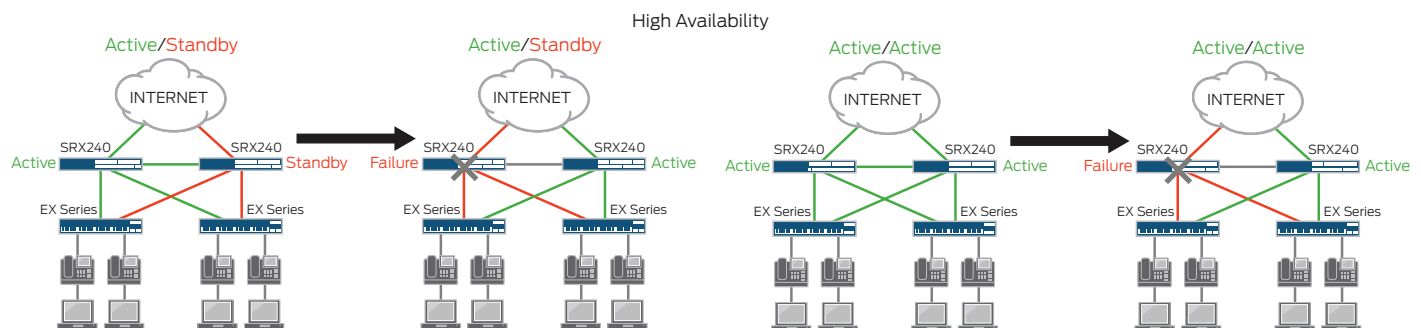 High Availability
Active/Standby
INTERNET
SRX240
SRX240
Active
Standby
EX Series
EX Series
Active/Standby
INTERNET
SRX240
SRX240
Failure
Active
EX Series
EX Series
Active/Active
INTERNET
SRX240
SRX240
Active
Active
EX Series
EX Series
Active/Active
INTERNET
SRX240
SRX240
Failure
Active
EX Series
EX Series